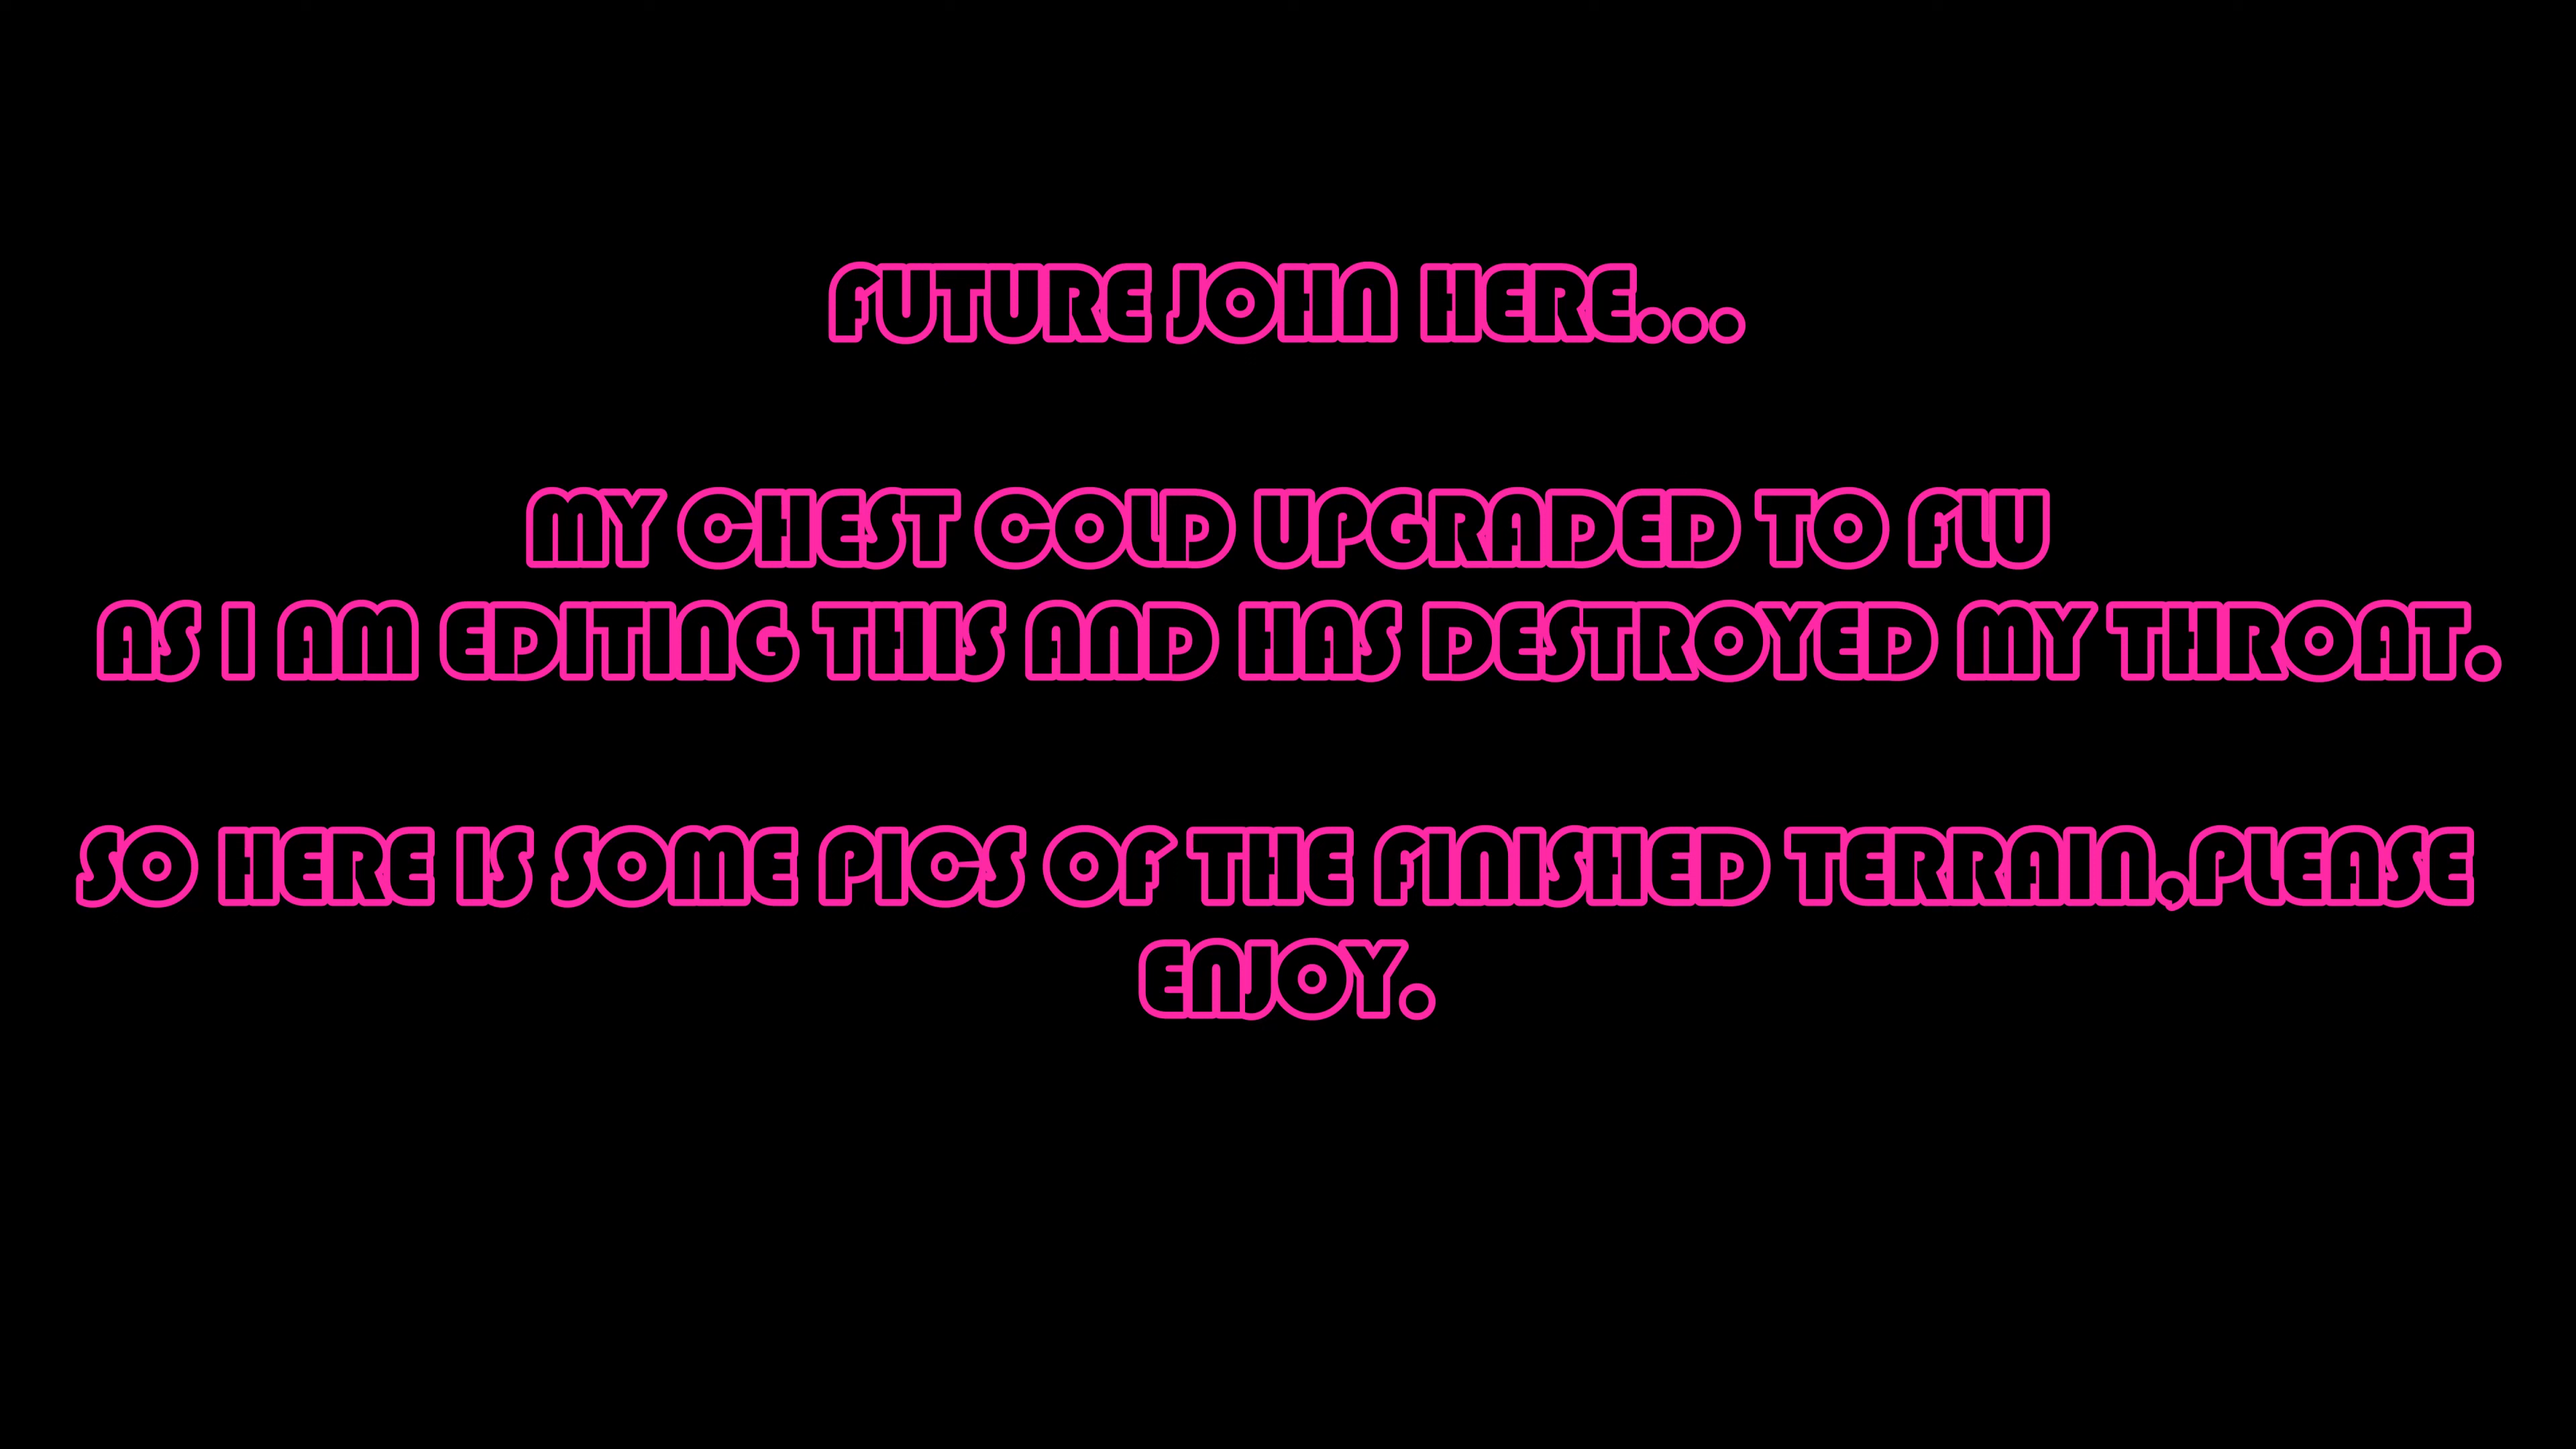 FUTURE JOHN HERE...
MY CHEST COLD UPGRADED TO FLU
AS I AM EDITING THIS AND HAS DESTROYED MY THROAT.
SO HERE IS SOME PICS OF THE FINISHED TERRAIN,PLEASE
ENJOY.